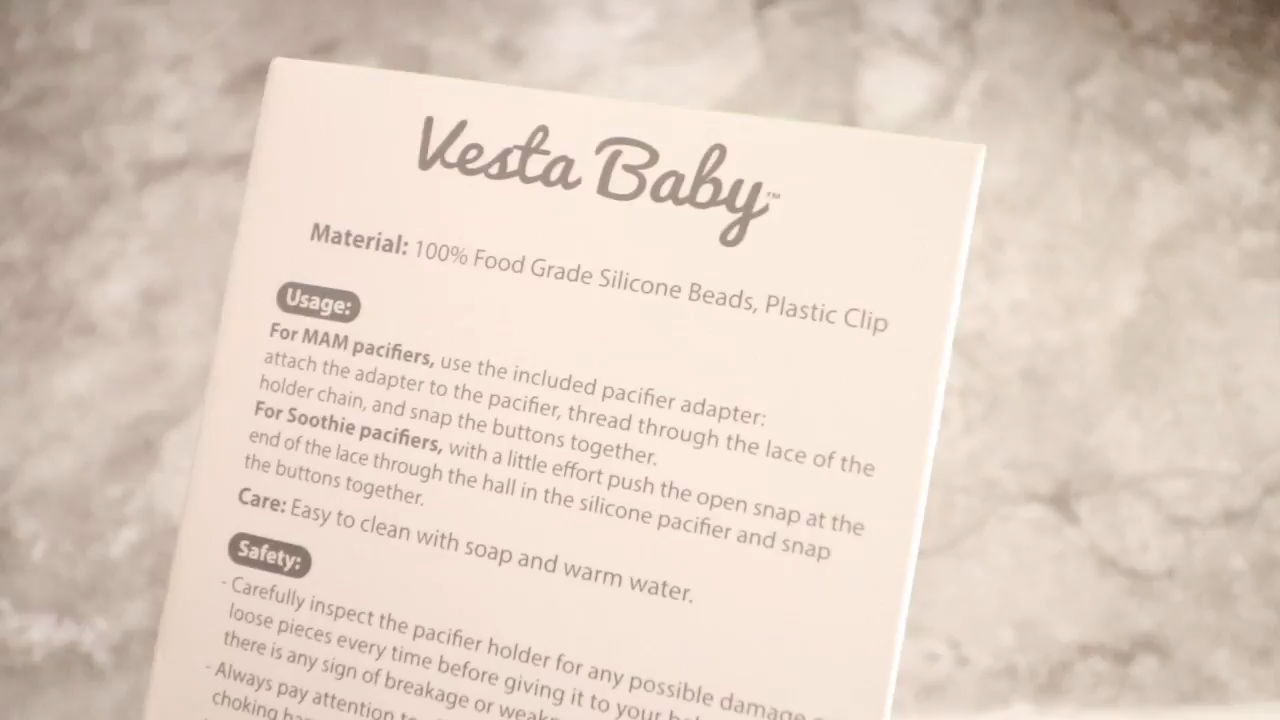 Vesta Baby™
Material: 100% Food Grade Silicone Beads, Plastic Clip
Usage:
For MAM pacifiers, use the included pacifier adapter:
attach the adapter to the pacifier, thread through the lace of the
holder chain, and snap the buttons together.
For Soothie pacifiers, with a little effort push the open snap at the
end of the lace through the hall in the silicone pacifier and snap
the buttons together.
Care: Easy to clean with soap and warm water.
Safety:
- Carefully inspect the pacifier holder for any possible damage
loose pieces every time before giving it to your
there is any sign of breakage or
- Always pay attention
choking